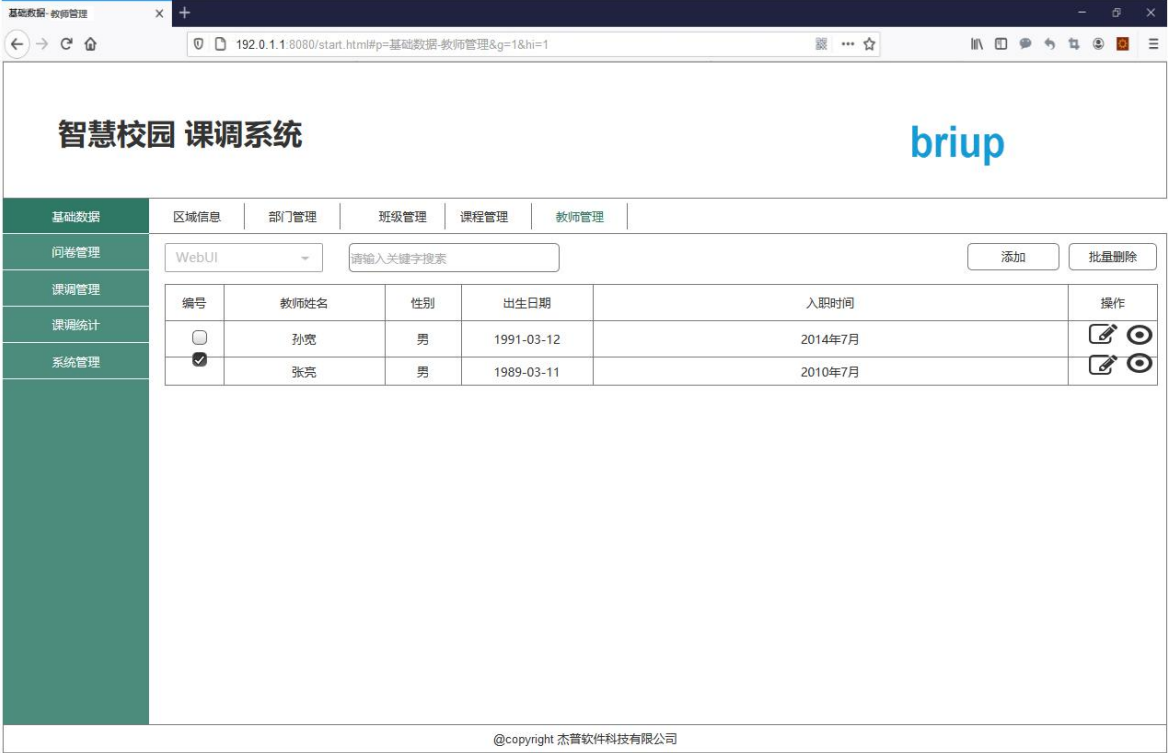 基础数据-教师管理
192.0.1.1:8080/start.html#p=基础数据-教师管理&g=1&hi=1
智慧校园 课调系统
briup
基础数据 区域信息 部门管理 班级管理 课程管理 教师管理
问卷管理 WebUI 请输入关键字搜索 添加 批量删除
课调管理 编号 教师姓名 性别 出生日期 入职时间 操作
课调统计 孙宽 男 1991-03-12 2014年7月
系统管理 张亮 男 1989-03-11 2010年7月
@copyright 杰普软件科技有限公司